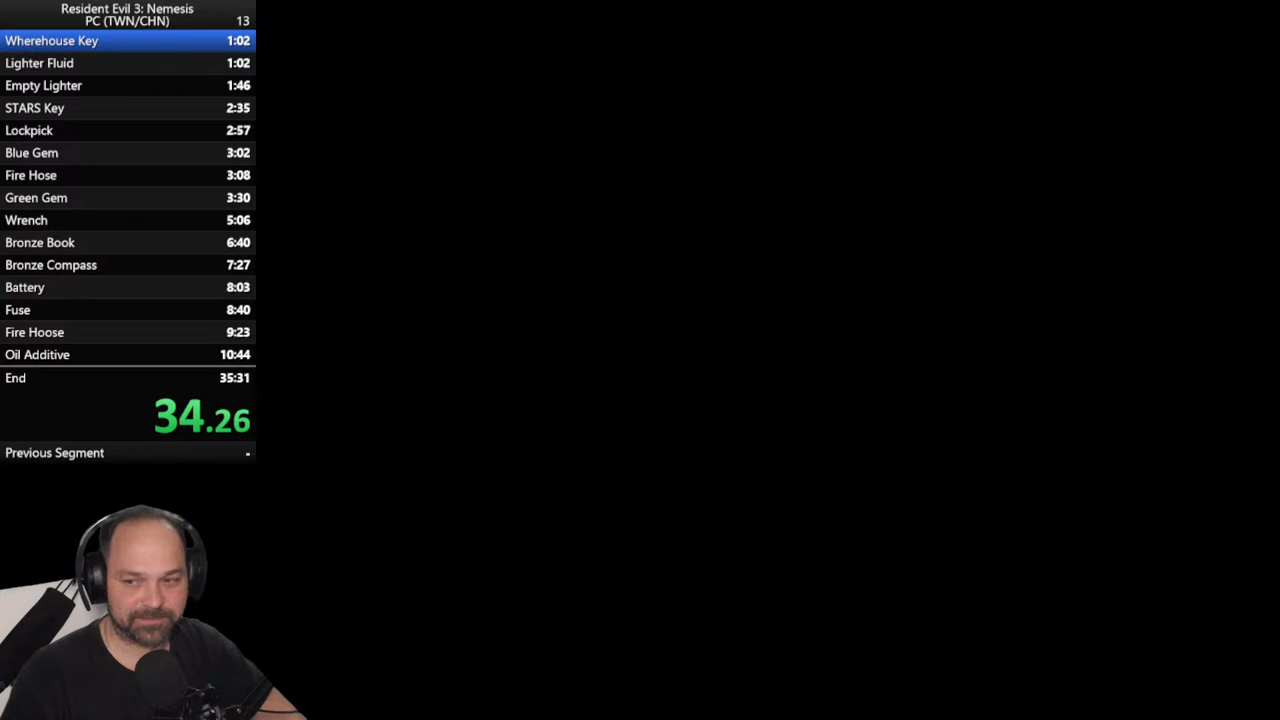 Resident Evil 3: Nemesis
PC (TWN/CHN) 13
Wherehouse Key 1:02
Lighter Fluid 1:02
Empty Lighter 1:46
STARS Key 2:35
Lockpick 2:57
Blue Gem 3:02
Fire Hose 3:08
Green Gem 3:30
Wrench 5:06
Bronze Book 6:40
Bronze Compass 7:27
Battery 8:03
Fuse 8:40
Fire Hoose 9:23
Oil Additive 10:44
End 35:31
34.26
Previous Segment -